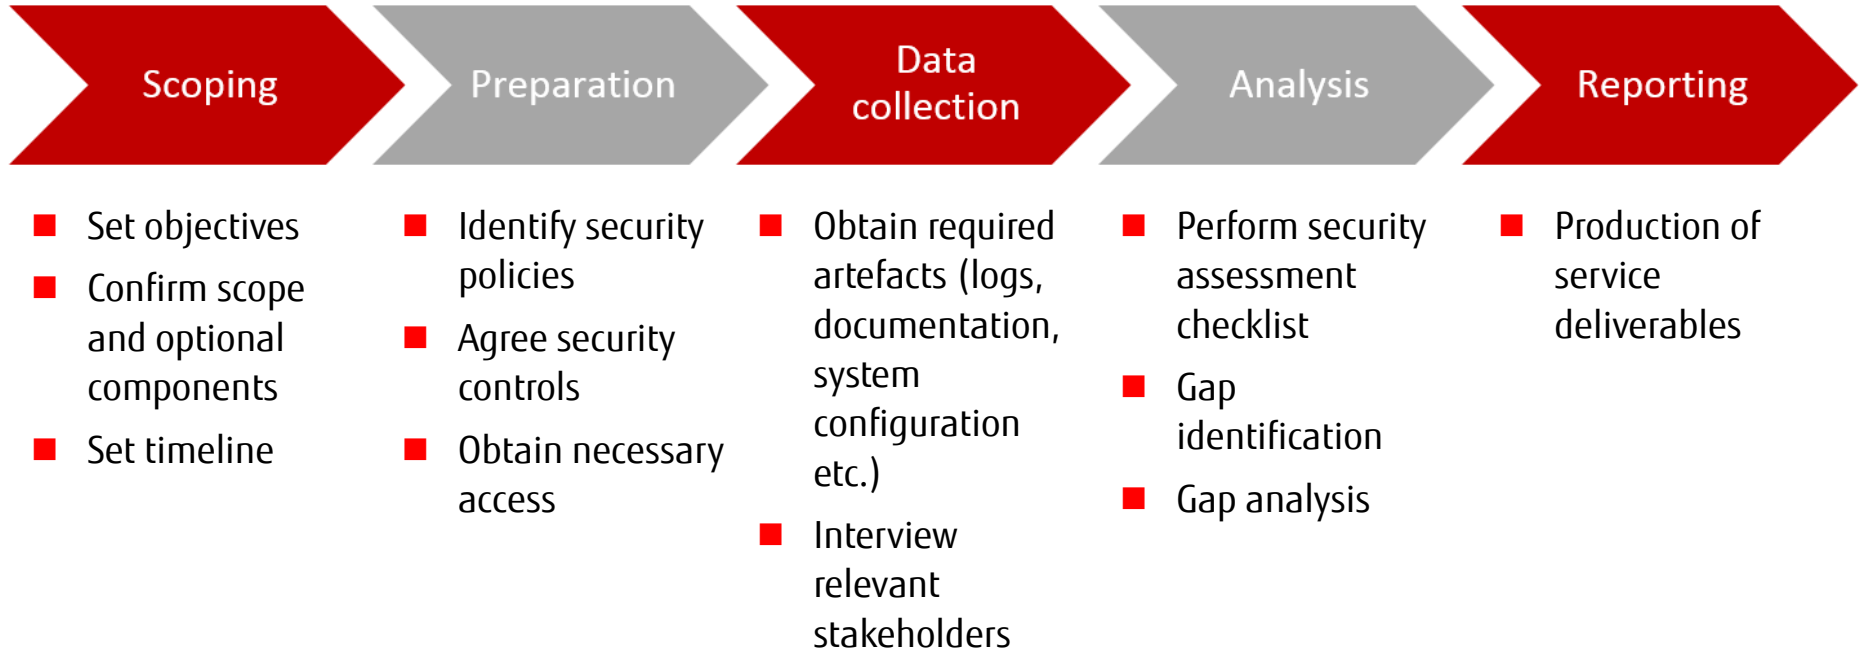 Scoping
Preparation
Data
collection
Analysis
Reporting
Set objectives
Confirm scope
and optional
components
Set timeline
Identify security
policies
Agree security
controls
Obtain necessary
access
Obtain required
artefacts (logs,
documentation,
system
configuration
etc.)
Interview
relevant
stakeholders
Perform security
assessment
checklist
Gap
identification
Gap analysis
Production of
service
deliverables